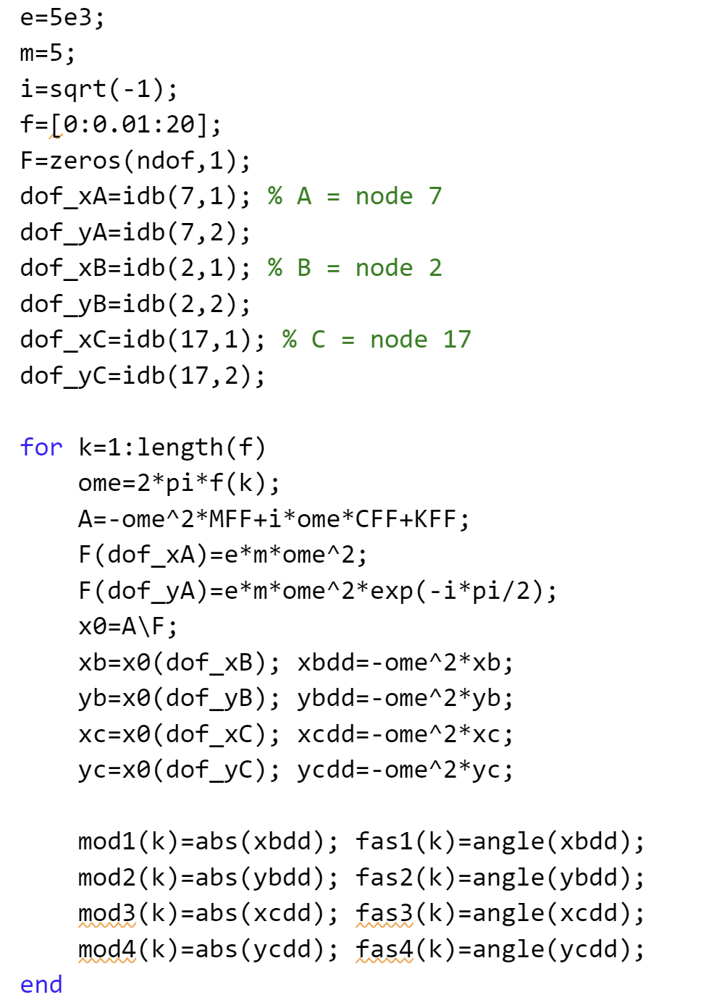 e=5e3;
m=5;
i=sqrt(-1);
f=[0:0.01:20];
F=zeros(ndof,1);
dof_xA=idb(7,1); % A = node 7
dof_yA=idb(7,2);
dof_xB=idb(2,1); % B = node 2
dof_yB=idb(2,2);
dof_xC=idb(17,1); % C = node 17
dof_yC=idb(17,2);

for k=1:length(f)
    ome=2*pi*f(k);
    A=-ome^2*MFF+i*ome*CFF+KFF;
    F(dof_xA)=e*m*ome^2;
    F(dof_yA)=e*m*ome^2*exp(-i*pi/2);
    x0=A\F;
    xb=x0(dof_xB); xbdd=-ome^2*xb;
    yb=x0(dof_yB); ybdd=-ome^2*yb;
    xc=x0(dof_xC); xcdd=-ome^2*xc;
    yc=x0(dof_yC); ycdd=-ome^2*yc;

    mod1(k)=abs(xbdd); fas1(k)=angle(xbdd);
    mod2(k)=abs(ybdd); fas2(k)=angle(ybdd);
    mod3(k)=abs(xcdd); fas3(k)=angle(xcdd);
    mod4(k)=abs(ycdd); fas4(k)=angle(ycdd);
end